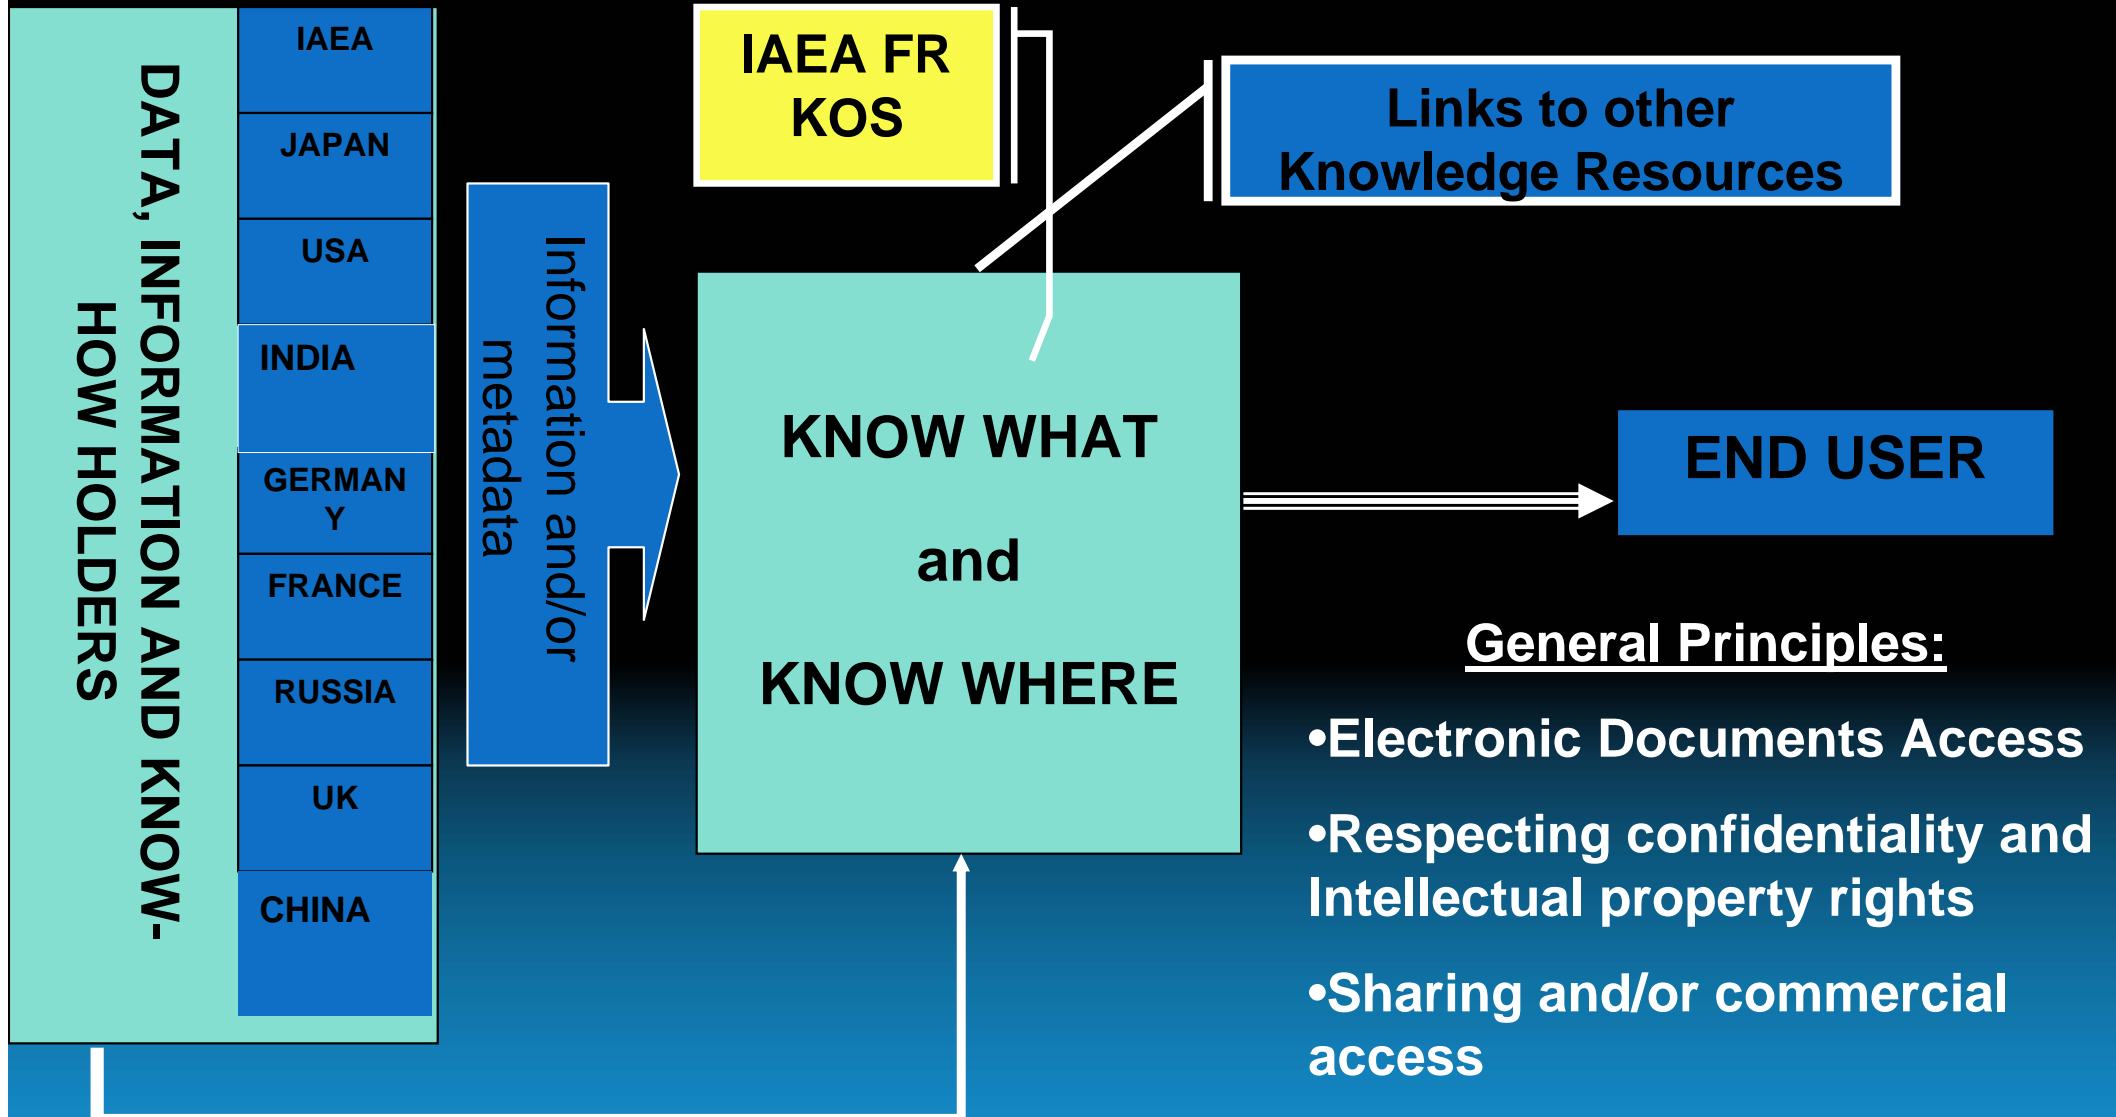 DATA, INFORMATION AND KNOW-
HOW HOLDERS
IAEA
JAPAN
USA
INDIA
GERMAN
Y
FRANCE
RUSSIA
UK
CHINA
Information and/or
metadata
IAEA FR
KOS
Links to other
Knowledge Resources
KNOW WHAT
and
KNOW WHERE
END USER
General Principles:
•Electronic Documents Access
•Respecting confidentiality and
Intellectual property rights
•Sharing and/or commercial
access